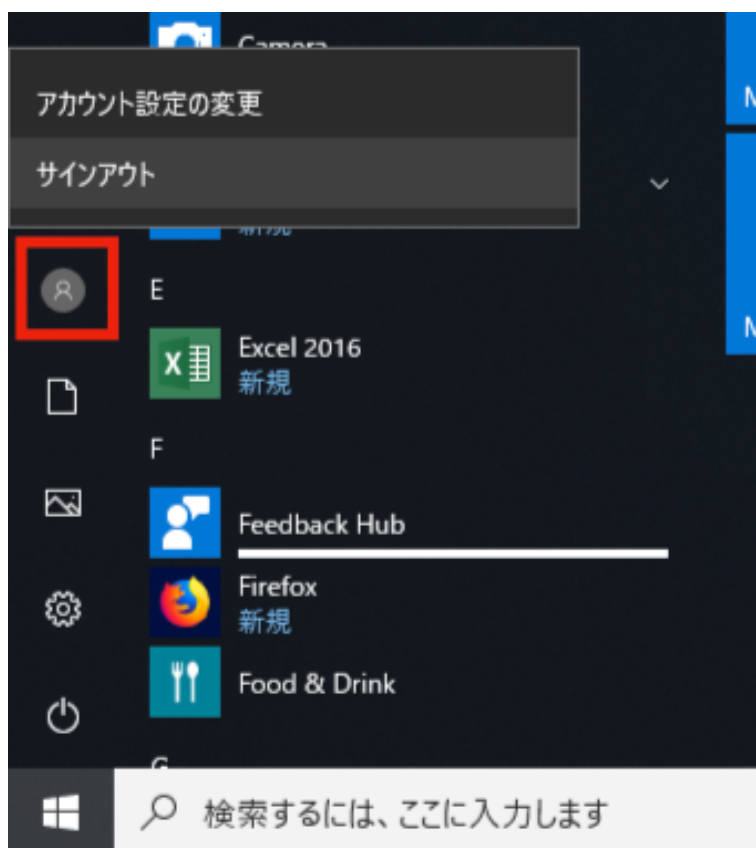 Camera
アカウント設定の変更
サインアウト
新規
E
Excel 2016
新規
F
Feedback Hub
Firefox
新規
Food & Drink
G
検索するには、ここに入力します
M
M